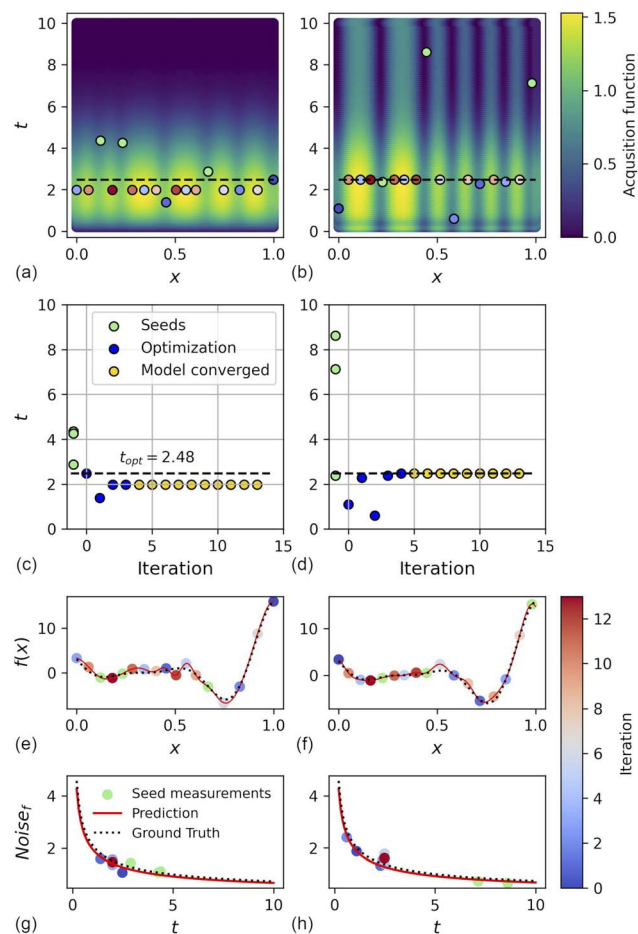 10
8
6
4
2
0
t
0.0
0.5
1.0
x
(a)
10
8
6
4
2
0
0.0
0.5
1.0
x
(b)
1.5
1.0
0.5
0.0
Acqusition function
10
8
6
4
2
0
t
Seeds
Optimization
Model converged
t_opt = 2.48
0
5
10
15
Iteration
(c)
10
8
6
4
2
0
0
5
10
15
Iteration
(d)
10
0
f(x)
0.0
0.5
1.0
x
(e)
10
0
0.0
0.5
1.0
x
(f)
4
2
Noise_f
Seed measurements
Prediction
Ground Truth
0
5
10
t
(g)
4
2
0
5
10
t
(h)
12
10
8
6
4
2
0
Iteration